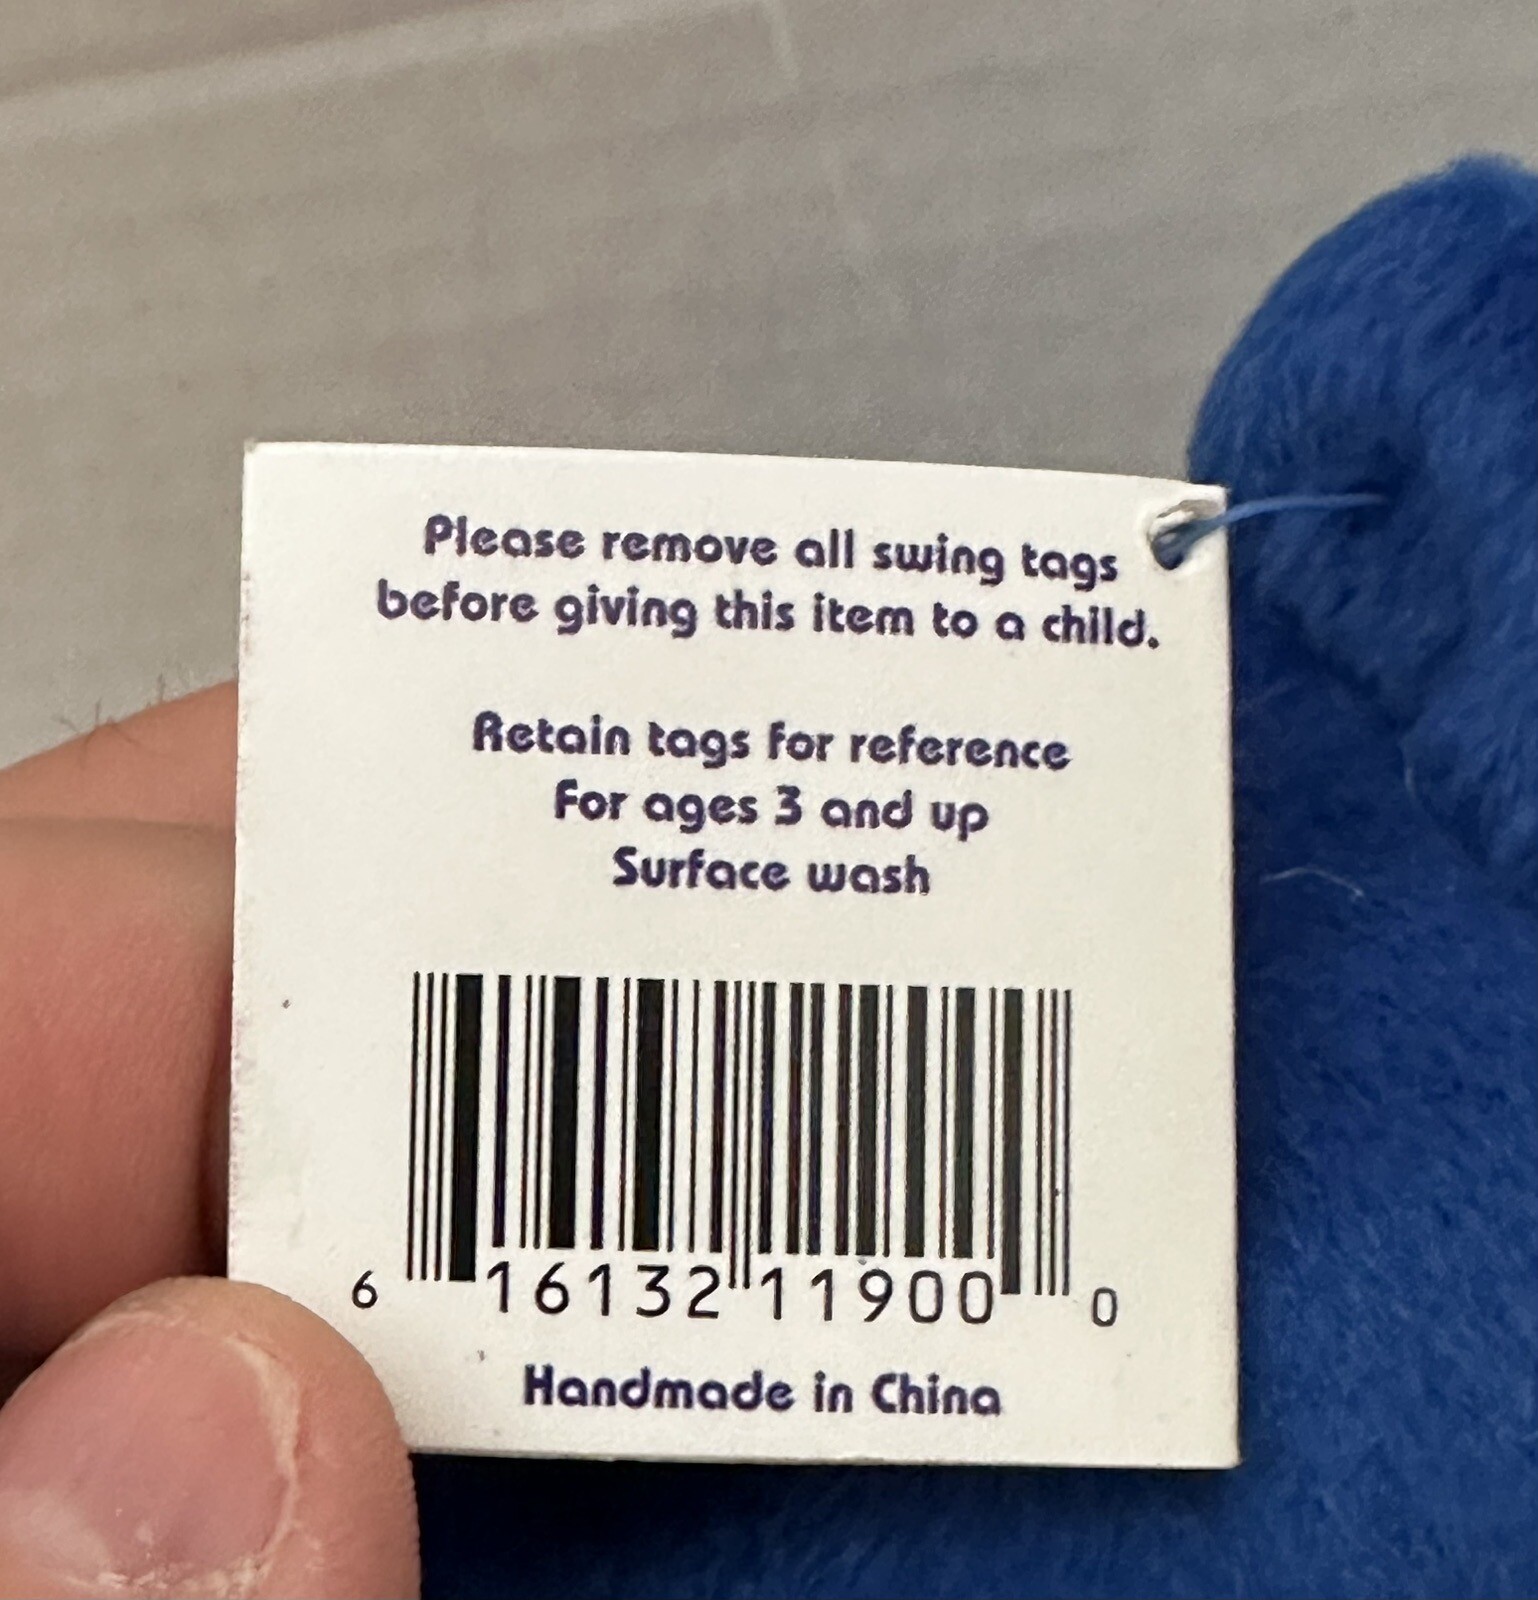 Please remove all swing tags
before giving this item to a child.
Retain tags for reference
For ages 3 and up
Surface wash
6 16132 11900 0
Handmade in China